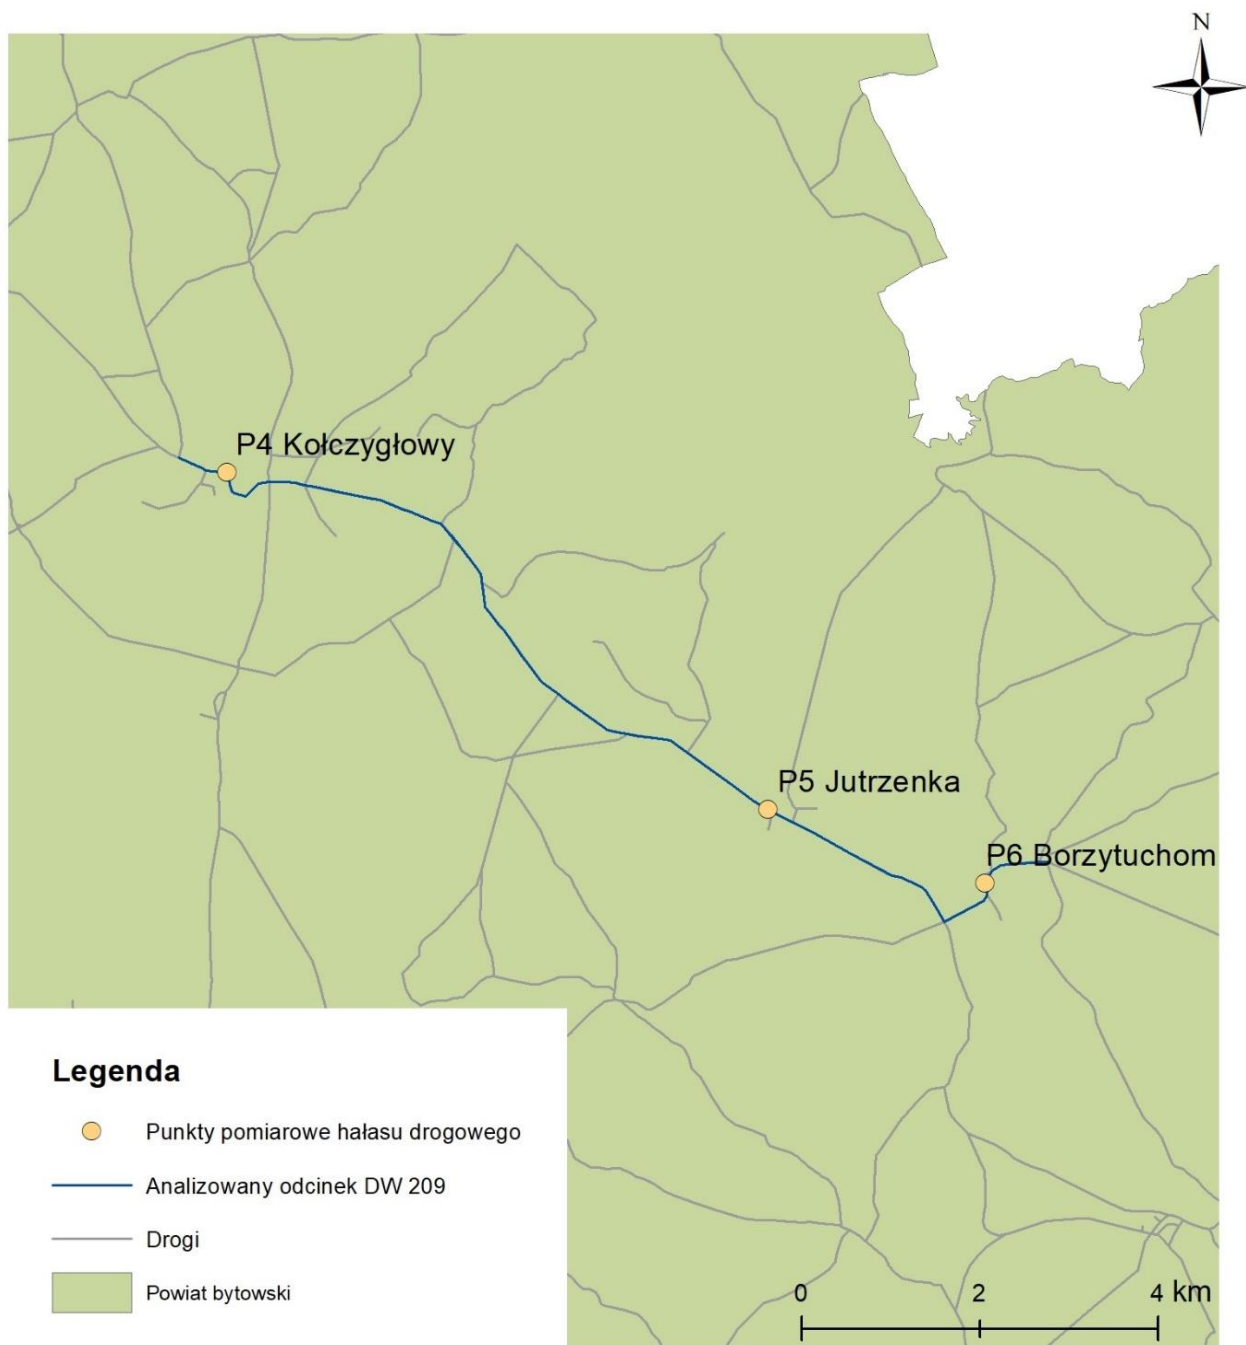 N
P4 Kołczygłowy
P5 Jutrzenka
P6 Borzytuchom
Legenda
Punkty pomiarowe hałasu drogowego
Analizowany odcinek DW 209
Drogi
Powiat bytowski
0 2 4 km